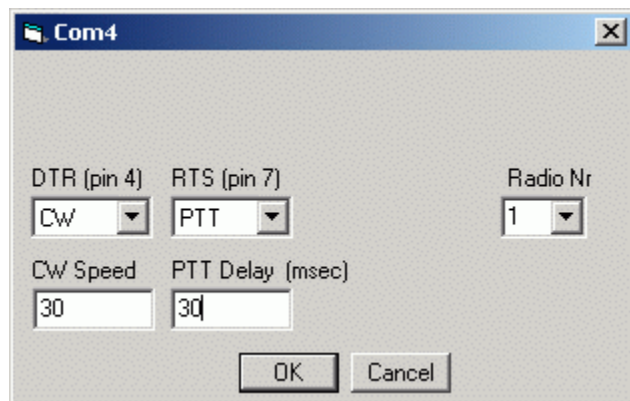 Com4
DTR (pin 4) RTS (pin 7) Radio Nr
CW PTT 1
CW Speed PTT Delay (msec)
30 30
OK Cancel